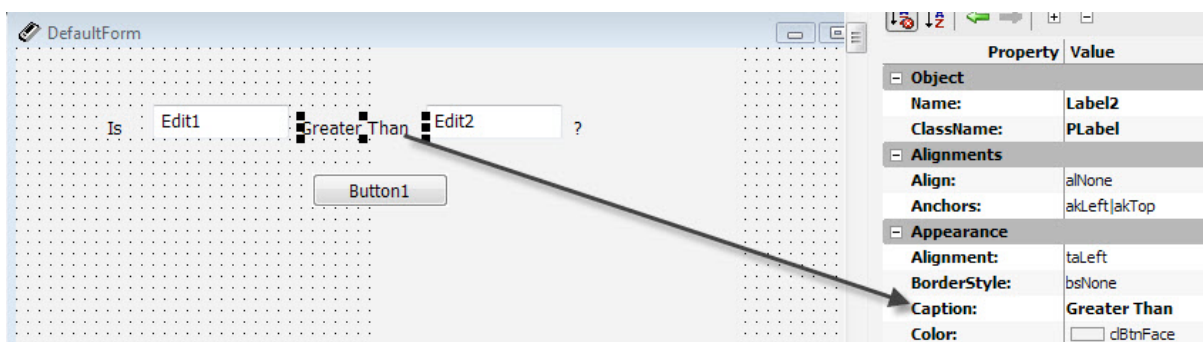 DefaultForm
Is Edit1 Greater Than Edit2 ?
Button1
Property Value
Object
Name: Label2
ClassName: PLabel
Alignments
Align: alNone
Anchors: akLeft|akTop
Appearance
Alignment: taLeft
BorderStyle: bsNone
Caption: Greater Than
Color: clBtnFace